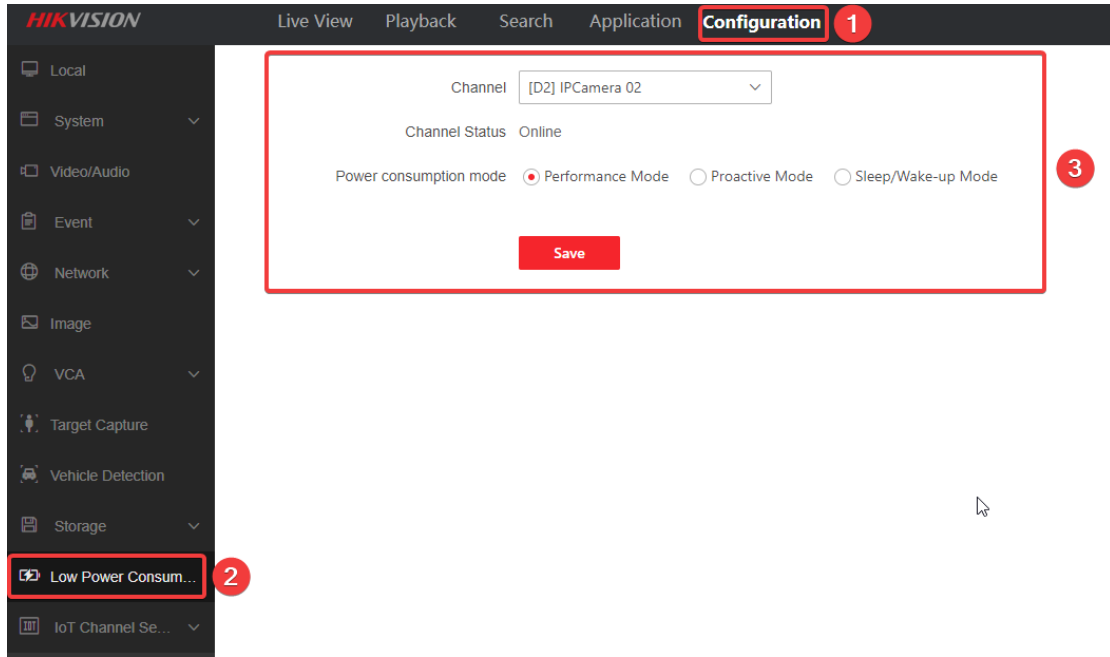 HIKVISION Live View Playback Search Application Configuration 1
Local
System
Video/Audio
Event
Network
Image
VCA
Target Capture
Vehicle Detection
Storage
Low Power Consum... 2
IOT IoT Channel Se...
Channel [D2] IPCamera 02
Channel Status Online
Power consumption mode Performance Mode Proactive Mode Sleep/Wake-up Mode
3
Save